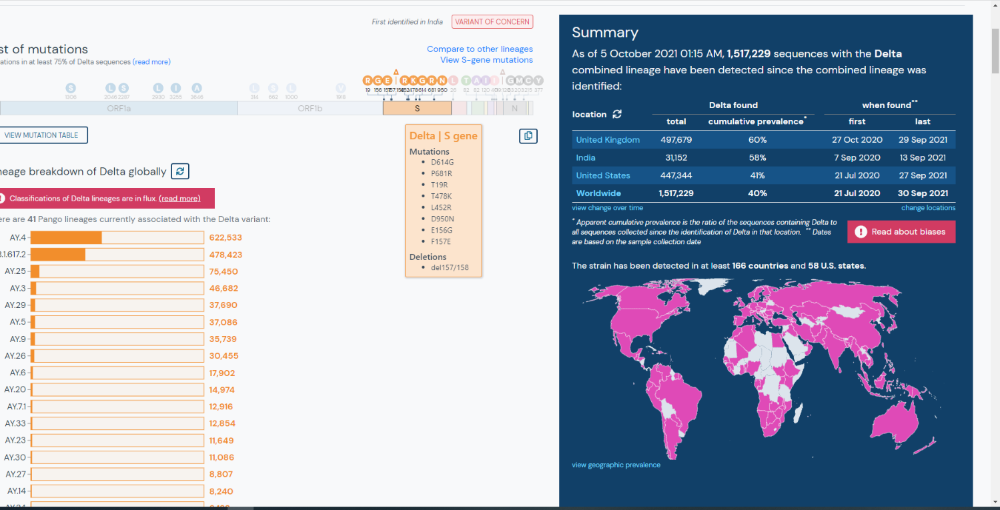 First identified in India
VARIANT OF CONCERN
st of mutations
Compare to other lineages
ations in at least 75% of Delta sequences (read more)
View S-gene mutations
S L S L I A L S L V R G E R K G R N L T A I I G M C Y
1306 2046 2287 2930 3255 3646 314 662 1000 1918 19 156 478 614 681 950 26 82 120 215 377
ORF1a ORF1b S N
VIEW MUTATION TABLE
Delta | S gene
Mutations
• D614G
• P681R
• T19R
• T478K
• L452R
• D950N
• E156G
• F157E
Deletions
• del157/158
eage breakdown of Delta globally
Classifications of Delta lineages are in flux. (read more)
ere are 41 Pango lineages currently associated with the Delta variant:
AY.4 622,533
B.1.617.2 478,423
AY.25 75,450
AY.3 46,682
AY.29 37,690
AY.5 37,086
AY.9 35,739
AY.26 30,455
AY.6 17,902
AY.20 14,974
AY.7.1 12,916
AY.33 12,854
AY.23 11,649
AY.30 11,086
AY.27 8,807
AY.14 8,240
Summary
As of 5 October 2021 01:15 AM, 1,517,229 sequences with the Delta
combined lineage have been detected since the combined lineage was
identified:
Delta found when found**
location
total cumulative prevalence* first last
United Kingdom 497,679 60% 27 Oct 2020 29 Sep 2021
India 31,152 58% 7 Sep 2020 13 Sep 2021
United States 447,344 41% 21 Jul 2020 27 Sep 2021
Worldwide 1,517,229 40% 21 Jul 2020 30 Sep 2021
view change over time change locations
* Apparent cumulative prevalence is the ratio of the sequences containing Delta to
all sequences collected since the identification of Delta in that location. ** Dates
are based on the sample collection date
Read about biases
The strain has been detected in at least 166 countries and 58 U.S. states.
view geographic prevalence